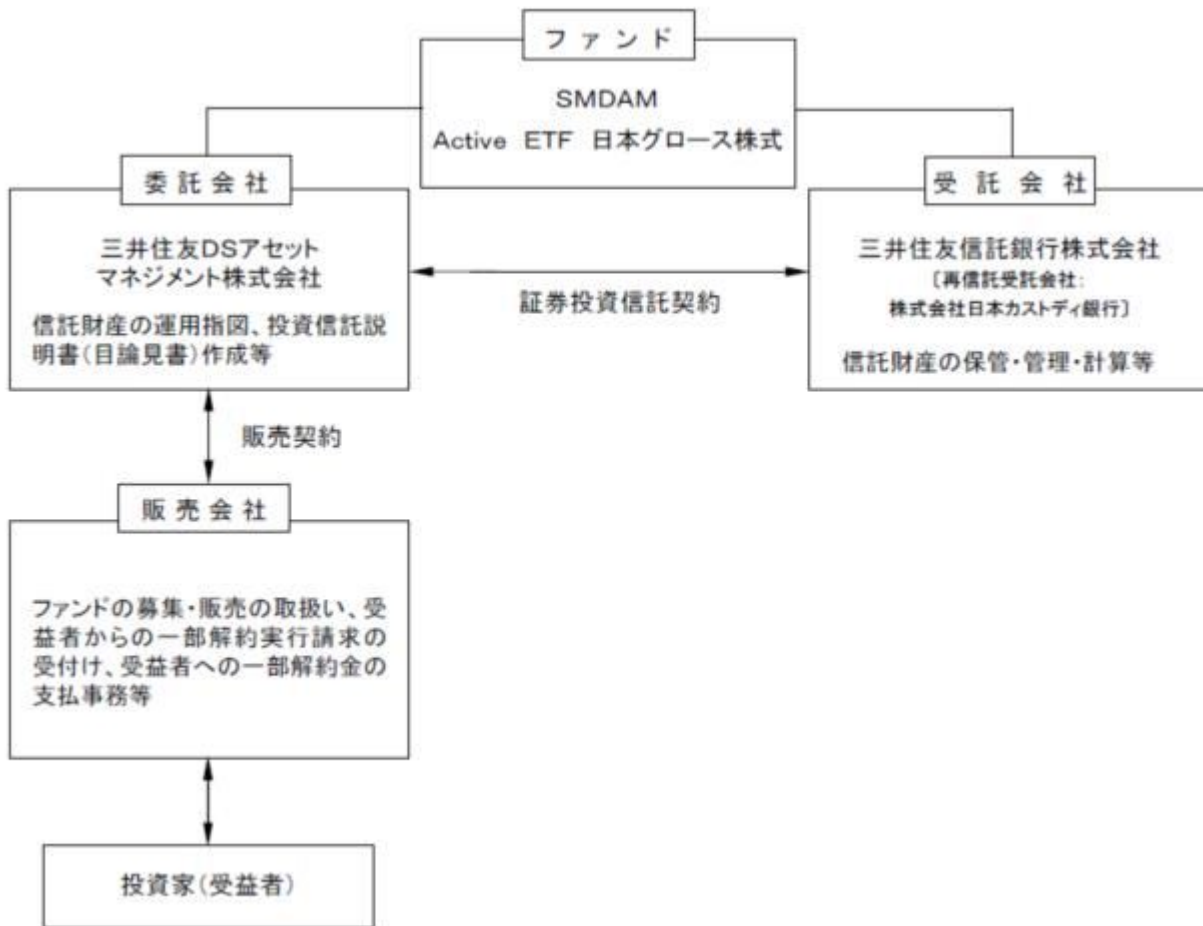 ファンド
SMDAM
Active ETF 日本グロース株式
委託会社
三井住友DSアセット
マネジメント株式会社
信託財産の運用指図、投資信託説
明書(目論見書)作成等
証券投資信託契約
受託会社
三井住友信託銀行株式会社
〔再信託受託会社:
株式会社日本カストディ銀行〕
信託財産の保管・管理・計算等
販売契約
販売会社
ファンドの募集・販売の取扱い、受
益者からの一部解約実行請求の
受付け、受益者への一部解約金の
支払事務等
投資家(受益者)